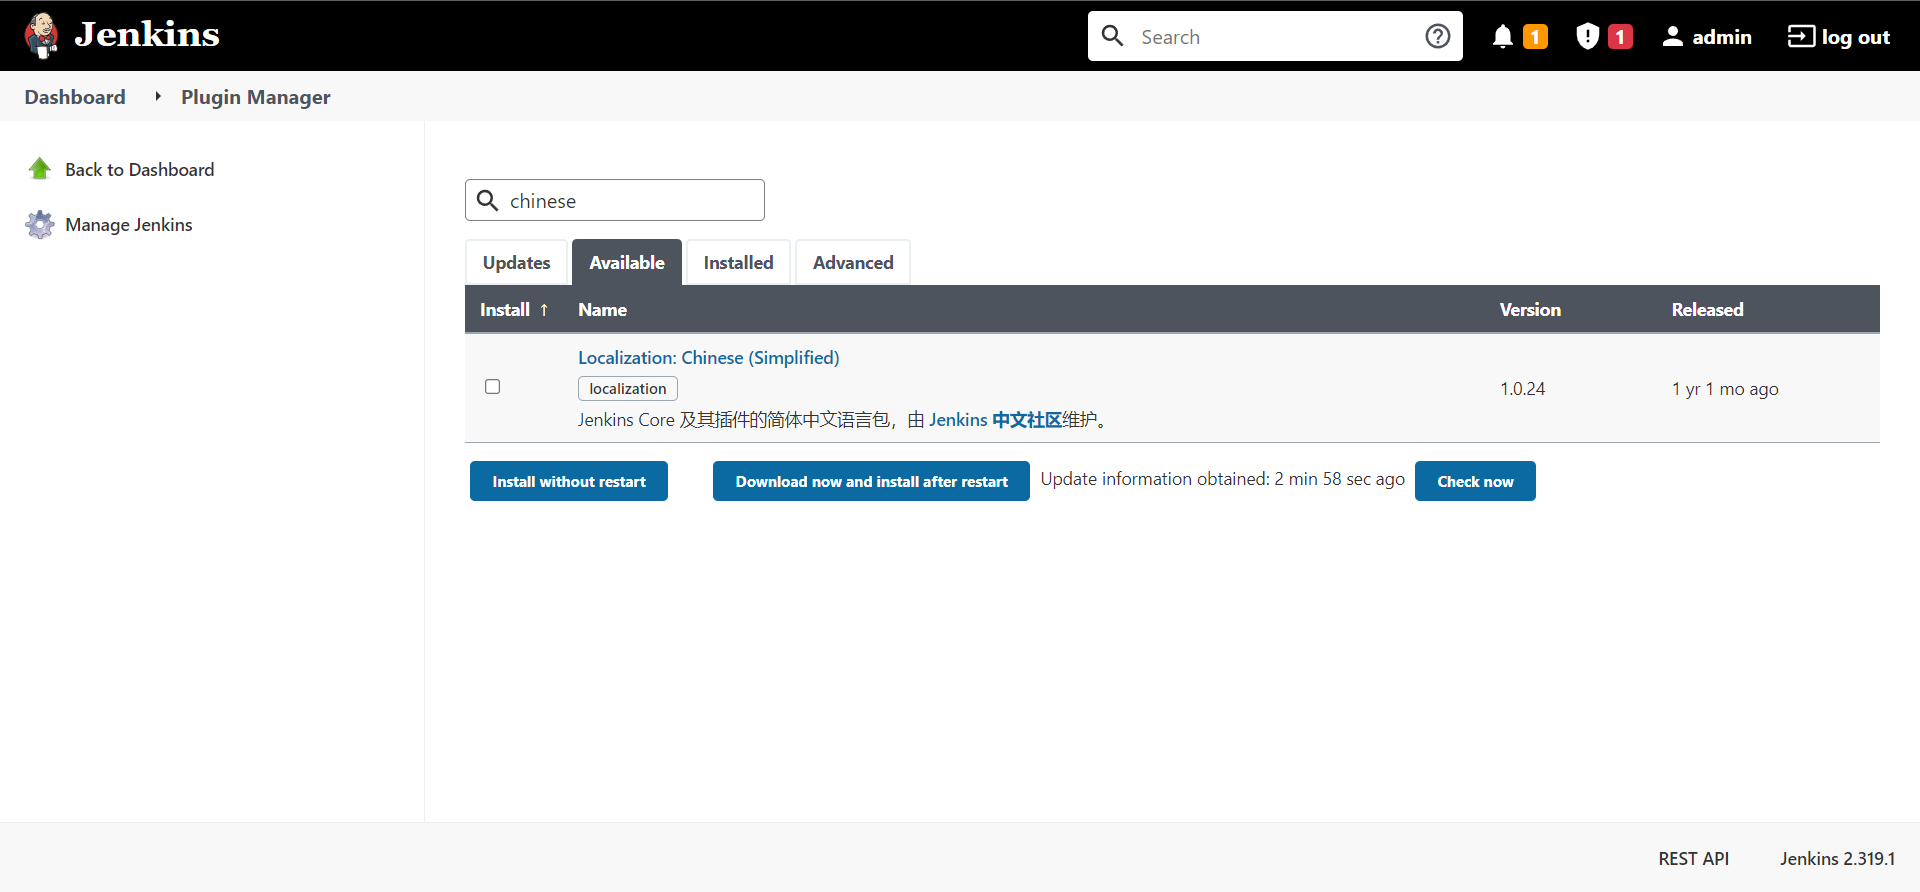 Jenkins
Search
1
1
admin
log out
Dashboard
Plugin Manager
Back to Dashboard
Manage Jenkins
chinese
Updates
Available
Installed
Advanced
Install ↑
Name
Version
Released
Localization: Chinese (Simplified)
localization
Jenkins Core 及其插件的简体中文语言包，由 Jenkins 中文社区维护。
1.0.24
1 yr 1 mo ago
Install without restart
Download now and install after restart
Update information obtained: 2 min 58 sec ago
Check now
REST API
Jenkins 2.319.1